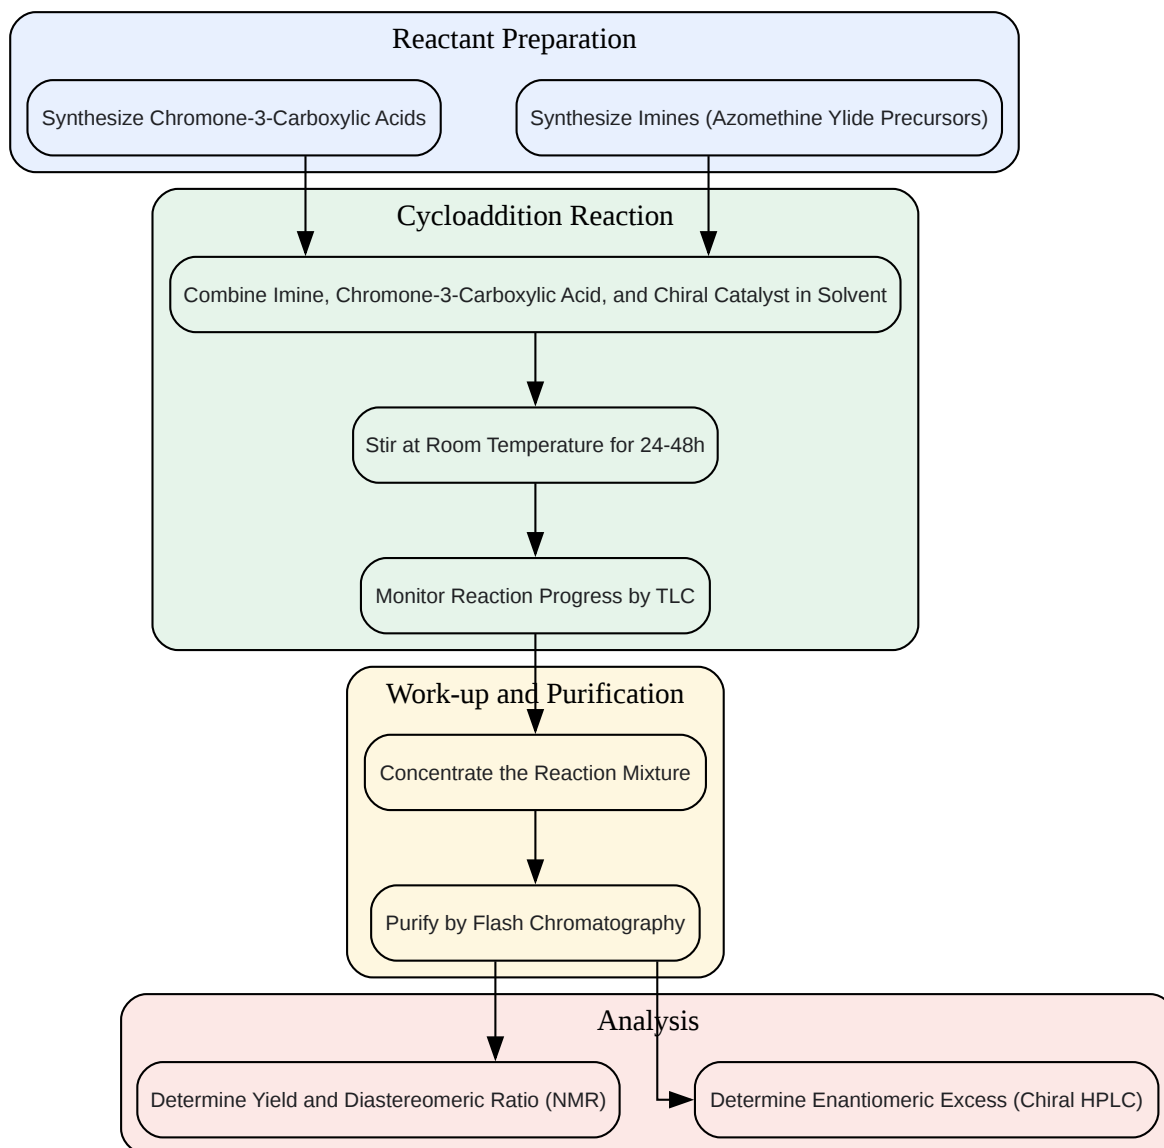 Reactant Preparation
Synthesize Chromone-3-Carboxylic Acids
Synthesize Imines (Azomethine Ylide Precursors)
Cycloaddition Reaction
Combine Imine, Chromone-3-Carboxylic Acid, and Chiral Catalyst in Solvent
Stir at Room Temperature for 24-48h
Monitor Reaction Progress by TLC
Work-up and Purification
Concentrate the Reaction Mixture
Purify by Flash Chromatography
Analysis
Determine Yield and Diastereomeric Ratio (NMR)
Determine Enantiomeric Excess (Chiral HPLC)